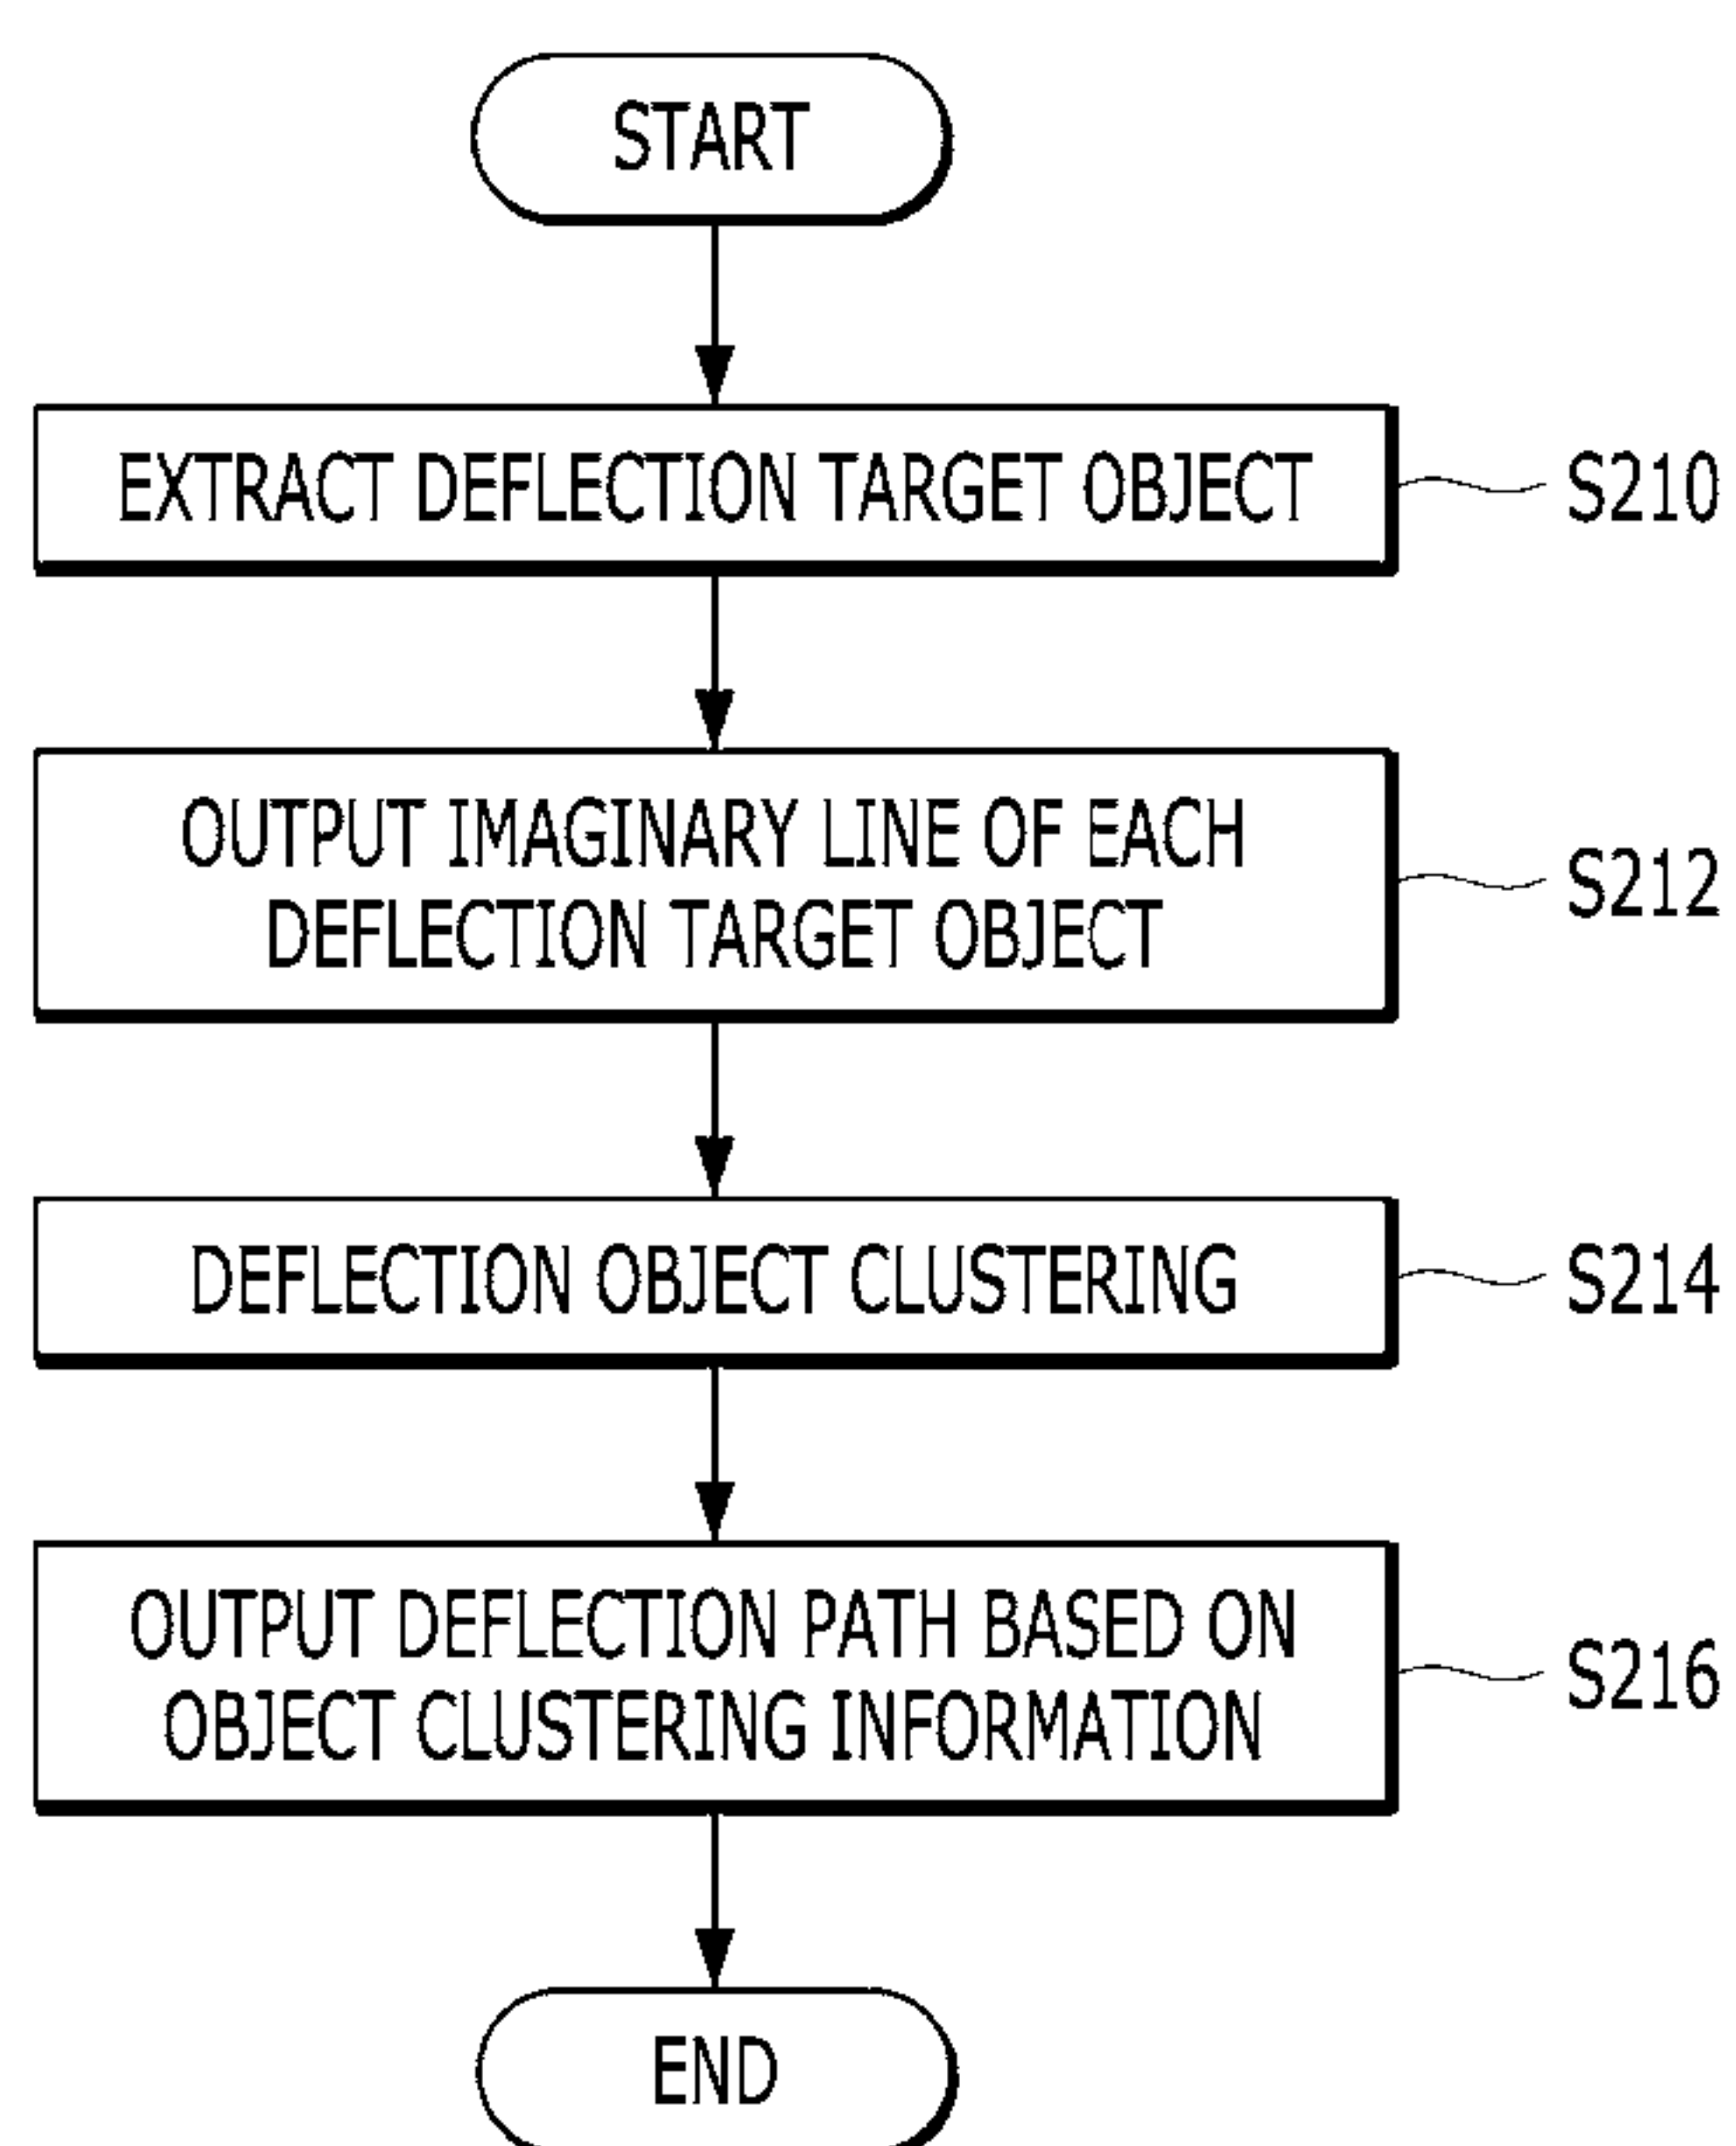 START
EXTRACT DEFLECTION TARGET OBJECT
S210
OUTPUT IMAGINARY LINE OF EACH
DEFLECTION TARGET OBJECT
S212
DEFLECTION OBJECT CLUSTERING
S214
OUTPUT DEFLECTION PATH BASED ON
OBJECT CLUSTERING INFORMATION
S216
END